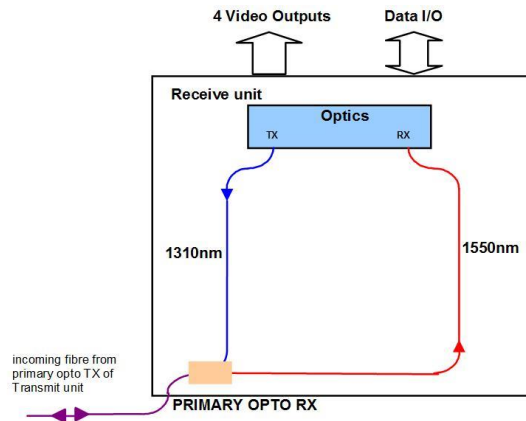 4 Video Outputs
Data I/O
Receive unit
Optics
TX
RX
1310nm
1550nm
incoming fibre from
primary opto TX of
Transmit unit
PRIMARY OPTO RX